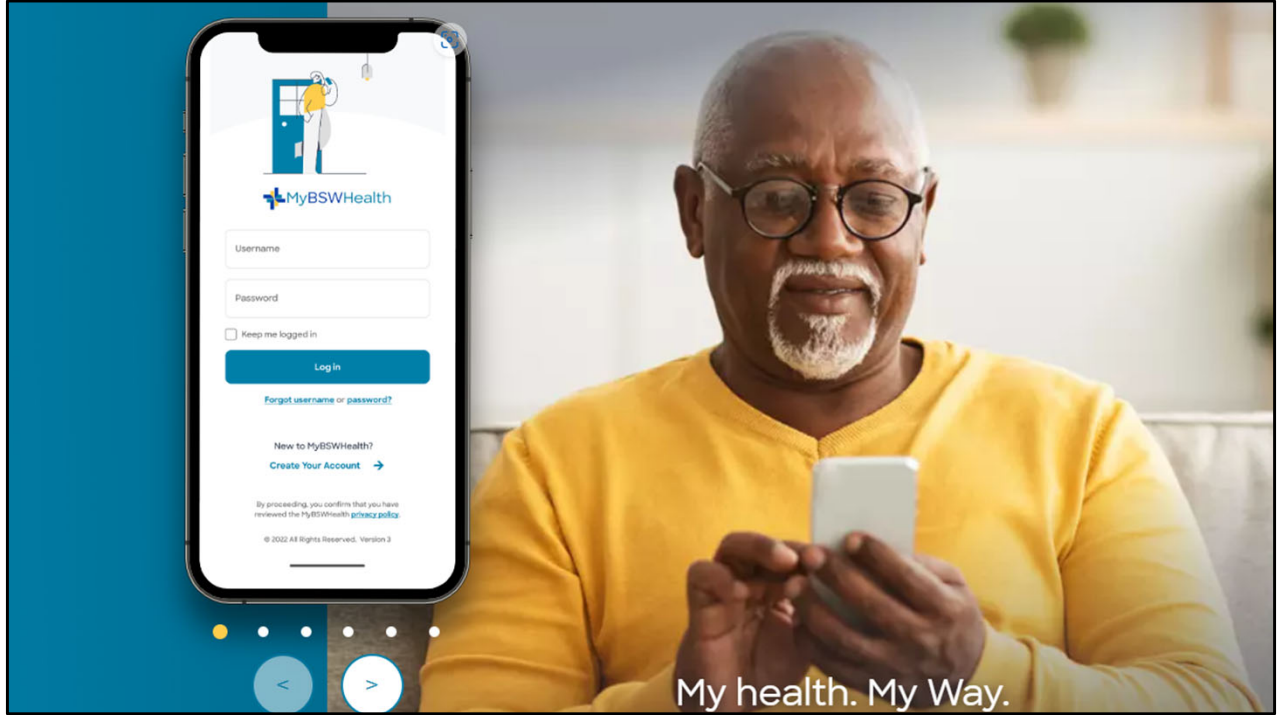 MyBSWHealth
Username
Password
Keep me logged in
Log in
Forgot username or password?
New to MyBSWHealth?
Create Your Account →
By proceeding, you confirm that you have
reviewed the MyBSWHealth privacy policy.
© 2022 All Rights Reserved. Version 3
< >
My health. My Way.